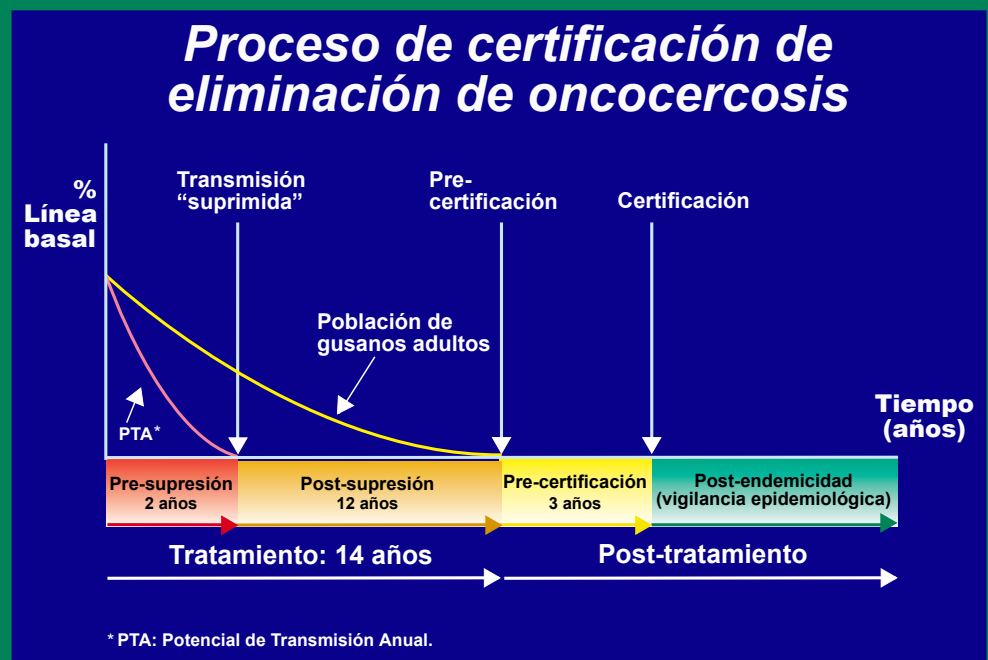 Proceso de certificación de
eliminación de oncocercosis
%
Línea
basal
Transmisión
“suprimida”
Pre-
certificación
Certificación
Población de
gusanos adultos
PTA*
Tiempo
(años)
Pre-supresión
2 años
Post-supresión
12 años
Pre-certificación
3 años
Post-endemicidad
(vigilancia epidemiológica)
Tratamiento: 14 años
Post-tratamiento
* PTA: Potencial de Transmisión Anual.